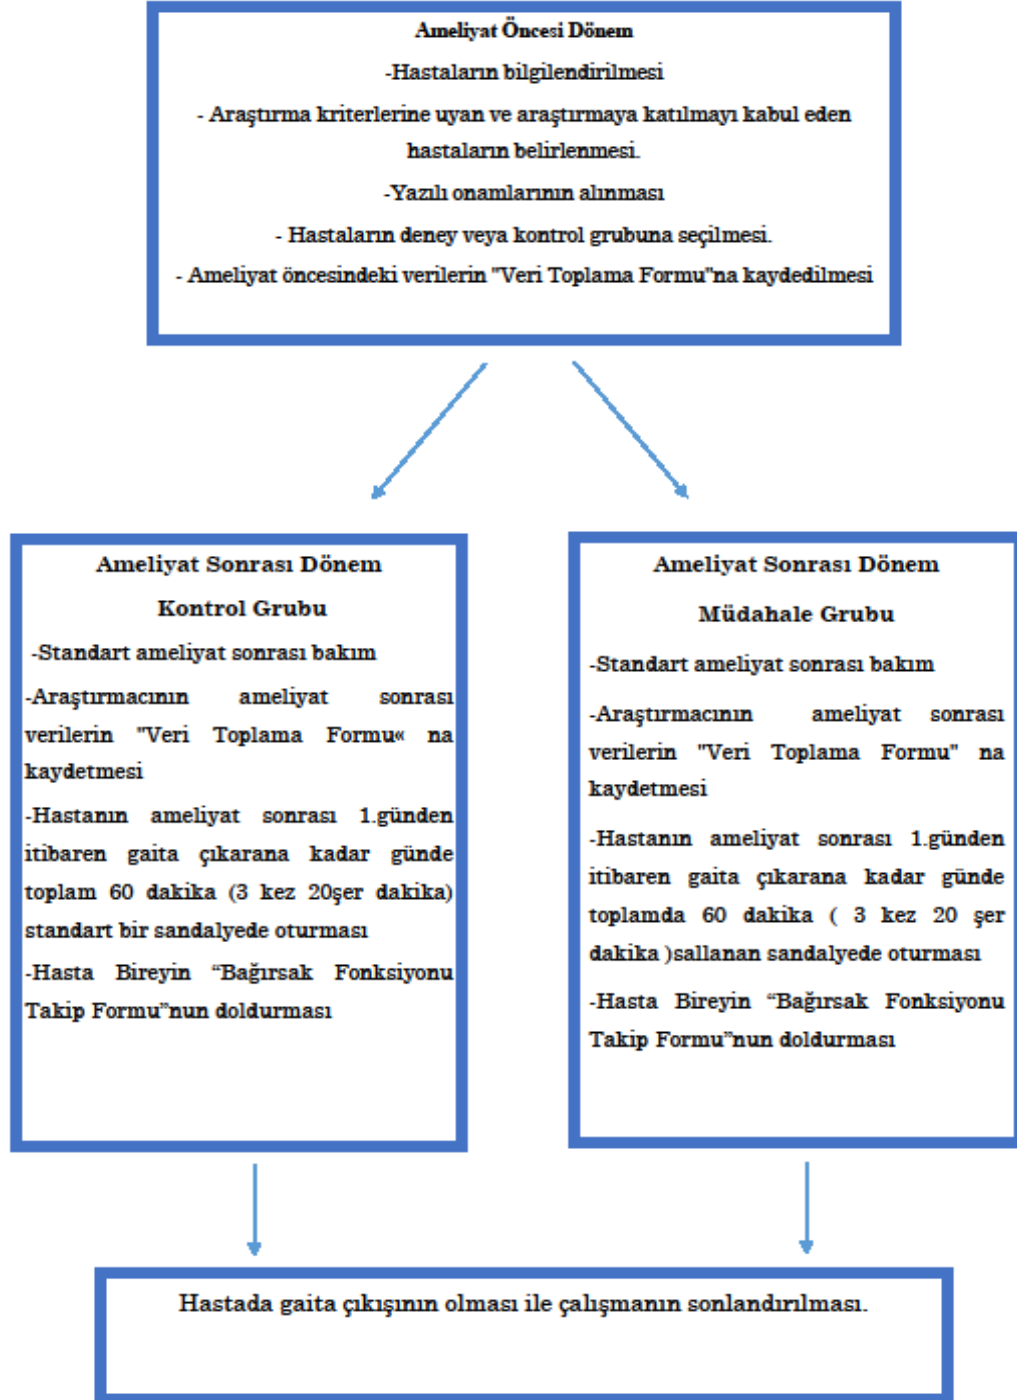 Ameliyat Öncesi Dönem
-Hastaların bilgilendirilmesi
- Araştırma kriterlerine uyan ve araştırmaya katılmayı kabul eden
hastaların belirlenmesi.
-Yazılı onamlarının alınması
- Hastaların deney veya kontrol grubuna seçilmesi.
- Ameliyat öncesindeki verilerin "Veri Toplama Formu"na kaydedilmesi
Ameliyat Sonrası Dönem
Kontrol Grubu
-Standart ameliyat sonrası bakım
-Araştırmacının ameliyat sonrası
verilerin "Veri Toplama Formu« na
kaydetmesi
-Hastanın ameliyat sonrası 1.günden
itibaren gaita çıkarana kadar günde
toplam 60 dakika (3 kez 20şer dakika)
standart bir sandalyede oturması
-Hasta Bireyin “Bağırsak Fonksiyonu
Takip Formu”nun doldurması
Ameliyat Sonrası Dönem
Müdahale Grubu
-Standart ameliyat sonrası bakım
-Araştırmacının ameliyat sonrası
verilerin "Veri Toplama Formu" na
kaydetmesi
-Hastanın ameliyat sonrası 1.günden
itibaren gaita çıkarana kadar günde
toplamda 60 dakika ( 3 kez 20 şer
dakika )sallanan sandalyede oturması
-Hasta Bireyin “Bağırsak Fonksiyonu
Takip Formu”nun doldurması
Hastada gaita çıkışının olması ile çalışmanın sonlandırılması.